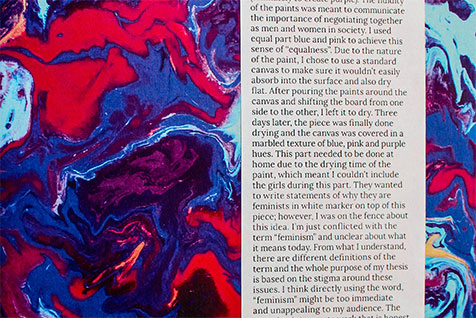 of the paints was meant to communicate
the importance of negotiating together
as men and women in society. I used
equal part blue and pink to achieve this
sense of “equalness”. Due to the nature
of the paint, I chose to use a standard
canvas to make sure it wouldn’t easily
absorb into the surface and also dry
flat. After pouring the paints around the
canvas and shifting the board from one
side to the other, I left it to dry. Three
days later, the piece was finally done
drying and the canvas was covered in a
marbled texture of blue, pink and purple
hues. This part needed to be done at
home due to the drying time of the
paint, which meant I couldn’t include
the girls during this part. They wanted
to write statements of why they are
feminists in white marker on top of this
piece; however, I was on the fence about
this idea. I’m just conflicted with the
term “feminism” and unclear about what
it means today. From what I understand,
there are different definitions of the
term and the whole purpose of my thesis
is based on the stigma around these
issues. I think directly using the word,
“feminism” might be too immediate
and unappealing to my audience. The